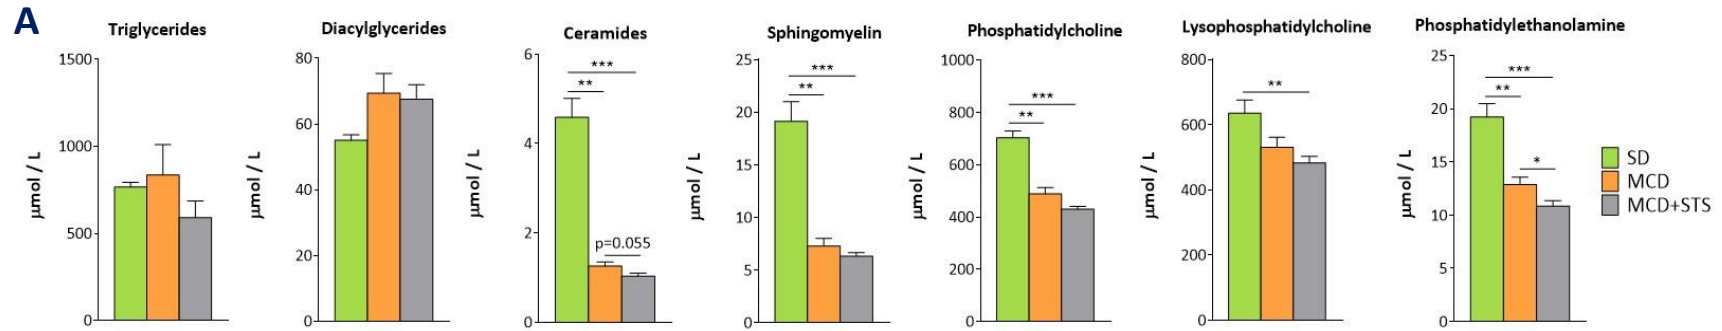 A
Triglycerides
μmol / L
1500
1000
500
0
Diacylglycerides
μmol / L
80
60
40
20
0
Ceramides
μmol / L
6
4
2
0
***
**
p=0.055
Sphingomyelin
μmol / L
25
20
15
10
5
0
***
**
Phosphatidylcholine
μmol / L
1000
800
600
400
200
0
***
**
Lysophosphatidylcholine
μmol / L
800
600
400
200
0
**
Phosphatidylethanolamine
μmol / L
25
20
15
10
5
0
***
**
*
SD
MCD
MCD+STS